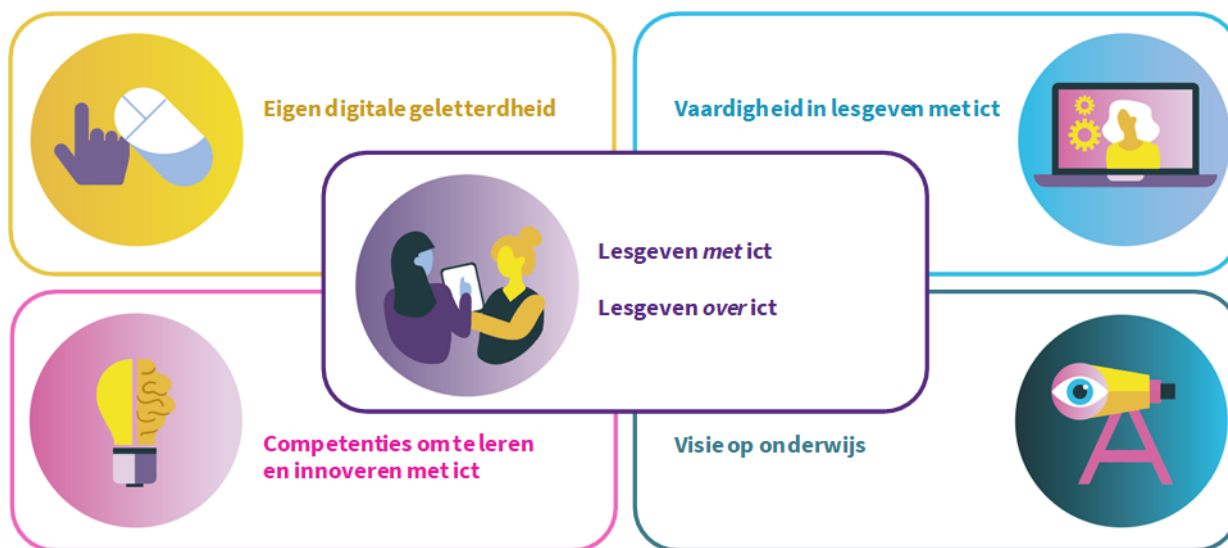 Eigen digitale geletterdheid
Vaardigheid in lesgeven met ict
Lesgeven met ict
Lesgeven over ict
Competenties om te leren
en innoveren met ict
Visie op onderwijs